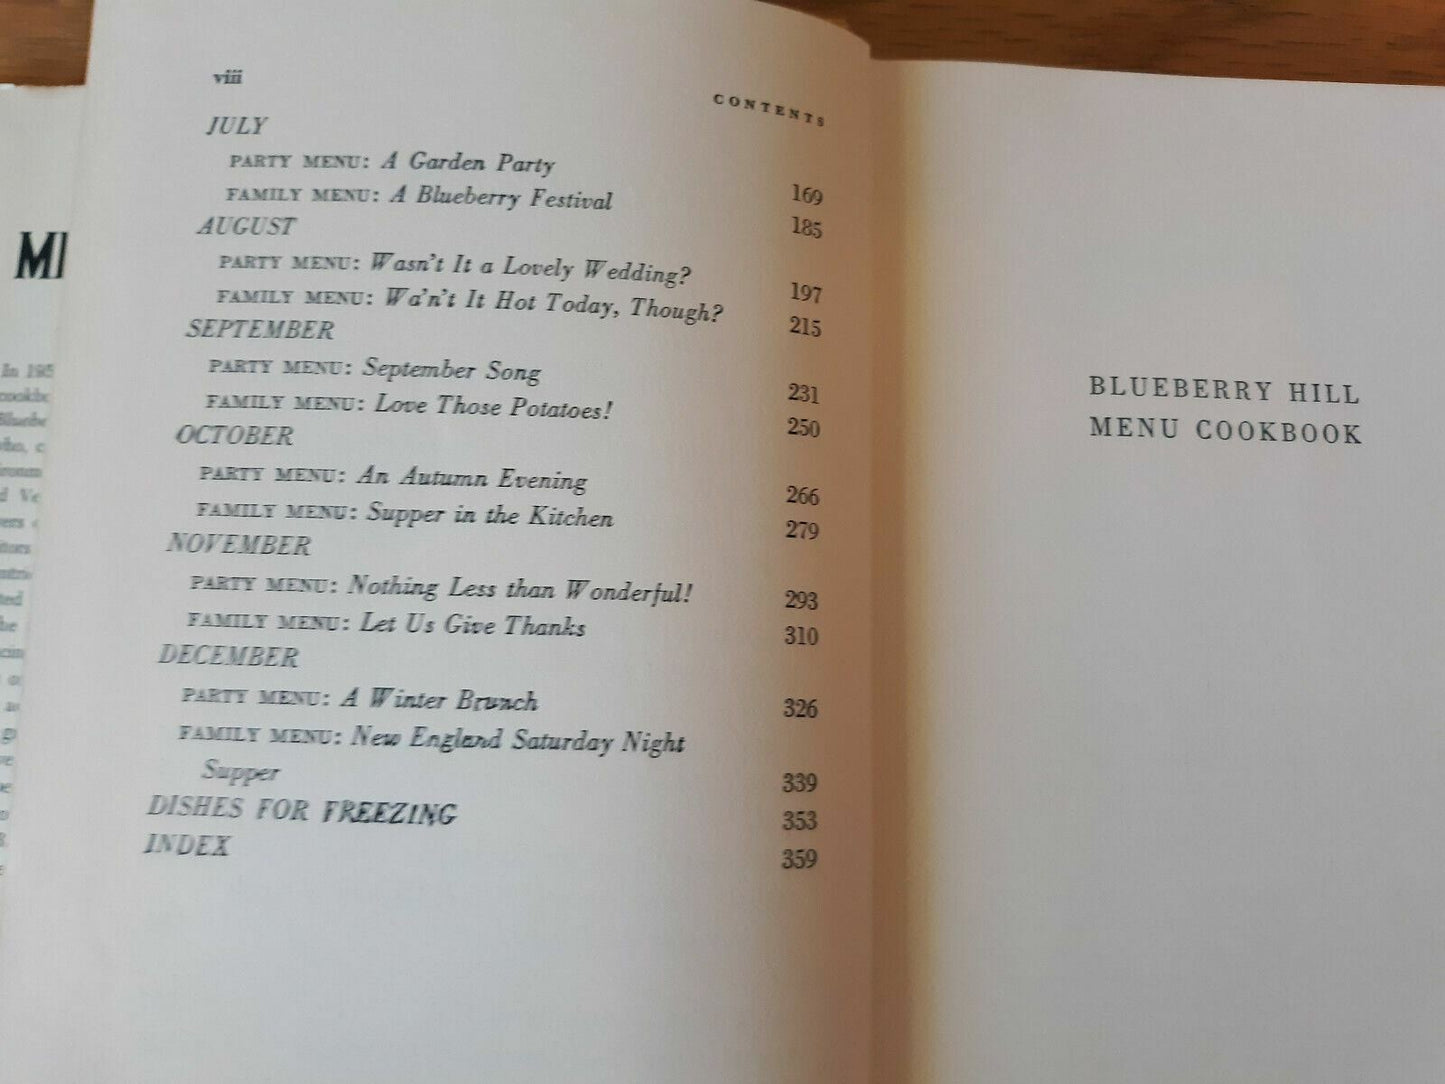 viii
CONTENTS
JULY
PARTY MENU: A Garden Party 169
FAMILY MENU: A Blueberry Festival 185
AUGUST
PARTY MENU: Wasn't It a Lovely Wedding? 197
FAMILY MENU: Wa'n't It Hot Today, Though? 215
SEPTEMBER
PARTY MENU: September Song 231
FAMILY MENU: Love Those Potatoes! 250
OCTOBER
PARTY MENU: An Autumn Evening 266
FAMILY MENU: Supper in the Kitchen 279
NOVEMBER
PARTY MENU: Nothing Less than Wonderful! 293
FAMILY MENU: Let Us Give Thanks 310
DECEMBER
PARTY MENU: A Winter Brunch 326
FAMILY MENU: New England Saturday Night
Supper 339
DISHES FOR FREEZING 353
INDEX 359
BLUEBERRY HILL
MENU COOKBOOK